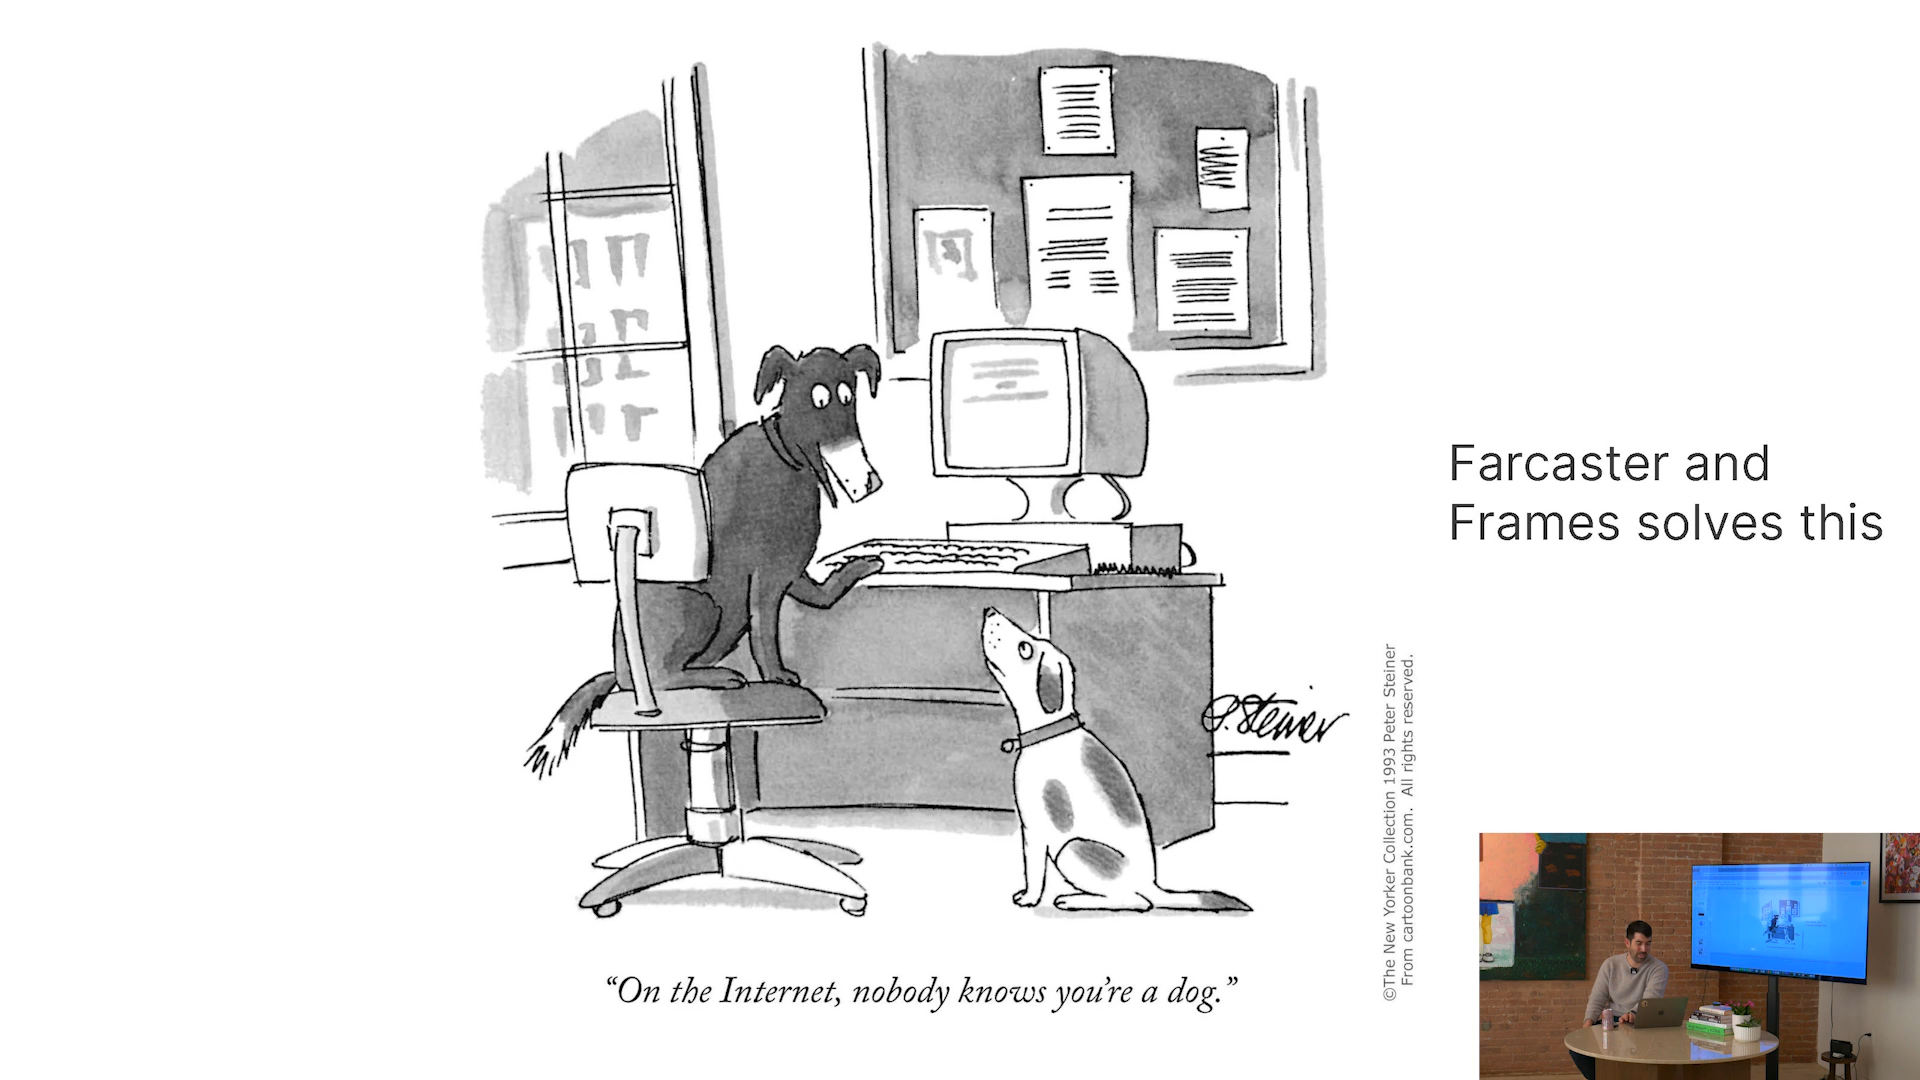 Farcaster and
Frames solves this
P. Steiner
©The New Yorker Collection 1993 Peter Steiner
From cartoonbank.com. All rights reserved.
“On the Internet, nobody knows you’re a dog.”